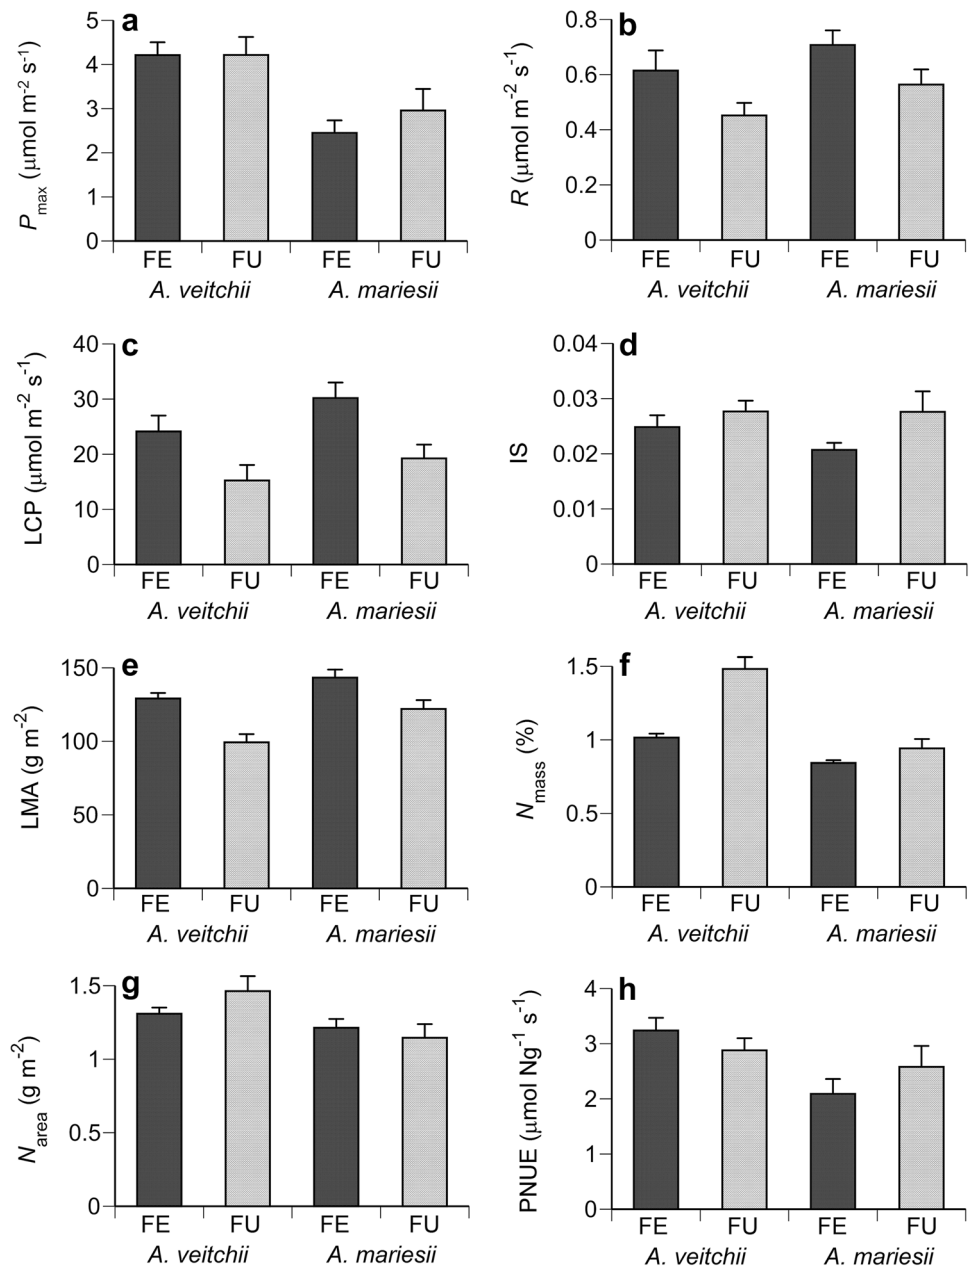 a
5
4
3
2
1
0
P max (μmol m-2 s-1)
FE FU FE FU
A. veitchii A. mariesii
b
0.8
0.6
0.4
0.2
0
R (μmol m-2 s-1)
FE FU FE FU
A. veitchii A. mariesii
c
40
30
20
10
0
LCP (μmol m-2 s-1)
FE FU FE FU
A. veitchii A. mariesii
d
0.04
0.03
0.02
0.01
0
IS
FE FU FE FU
A. veitchii A. mariesii
e
150
100
50
0
LMA (g m-2)
FE FU FE FU
A. veitchii A. mariesii
f
1.5
1
0.5
0
N mass (%)
FE FU FE FU
A. veitchii A. mariesii
g
1.5
1
0.5
0
N area (g m-2)
FE FU FE FU
A. veitchii A. mariesii
h
4
3
2
1
0
PNUE (μmol Ng-1 s-1)
FE FU FE FU
A. veitchii A. mariesii